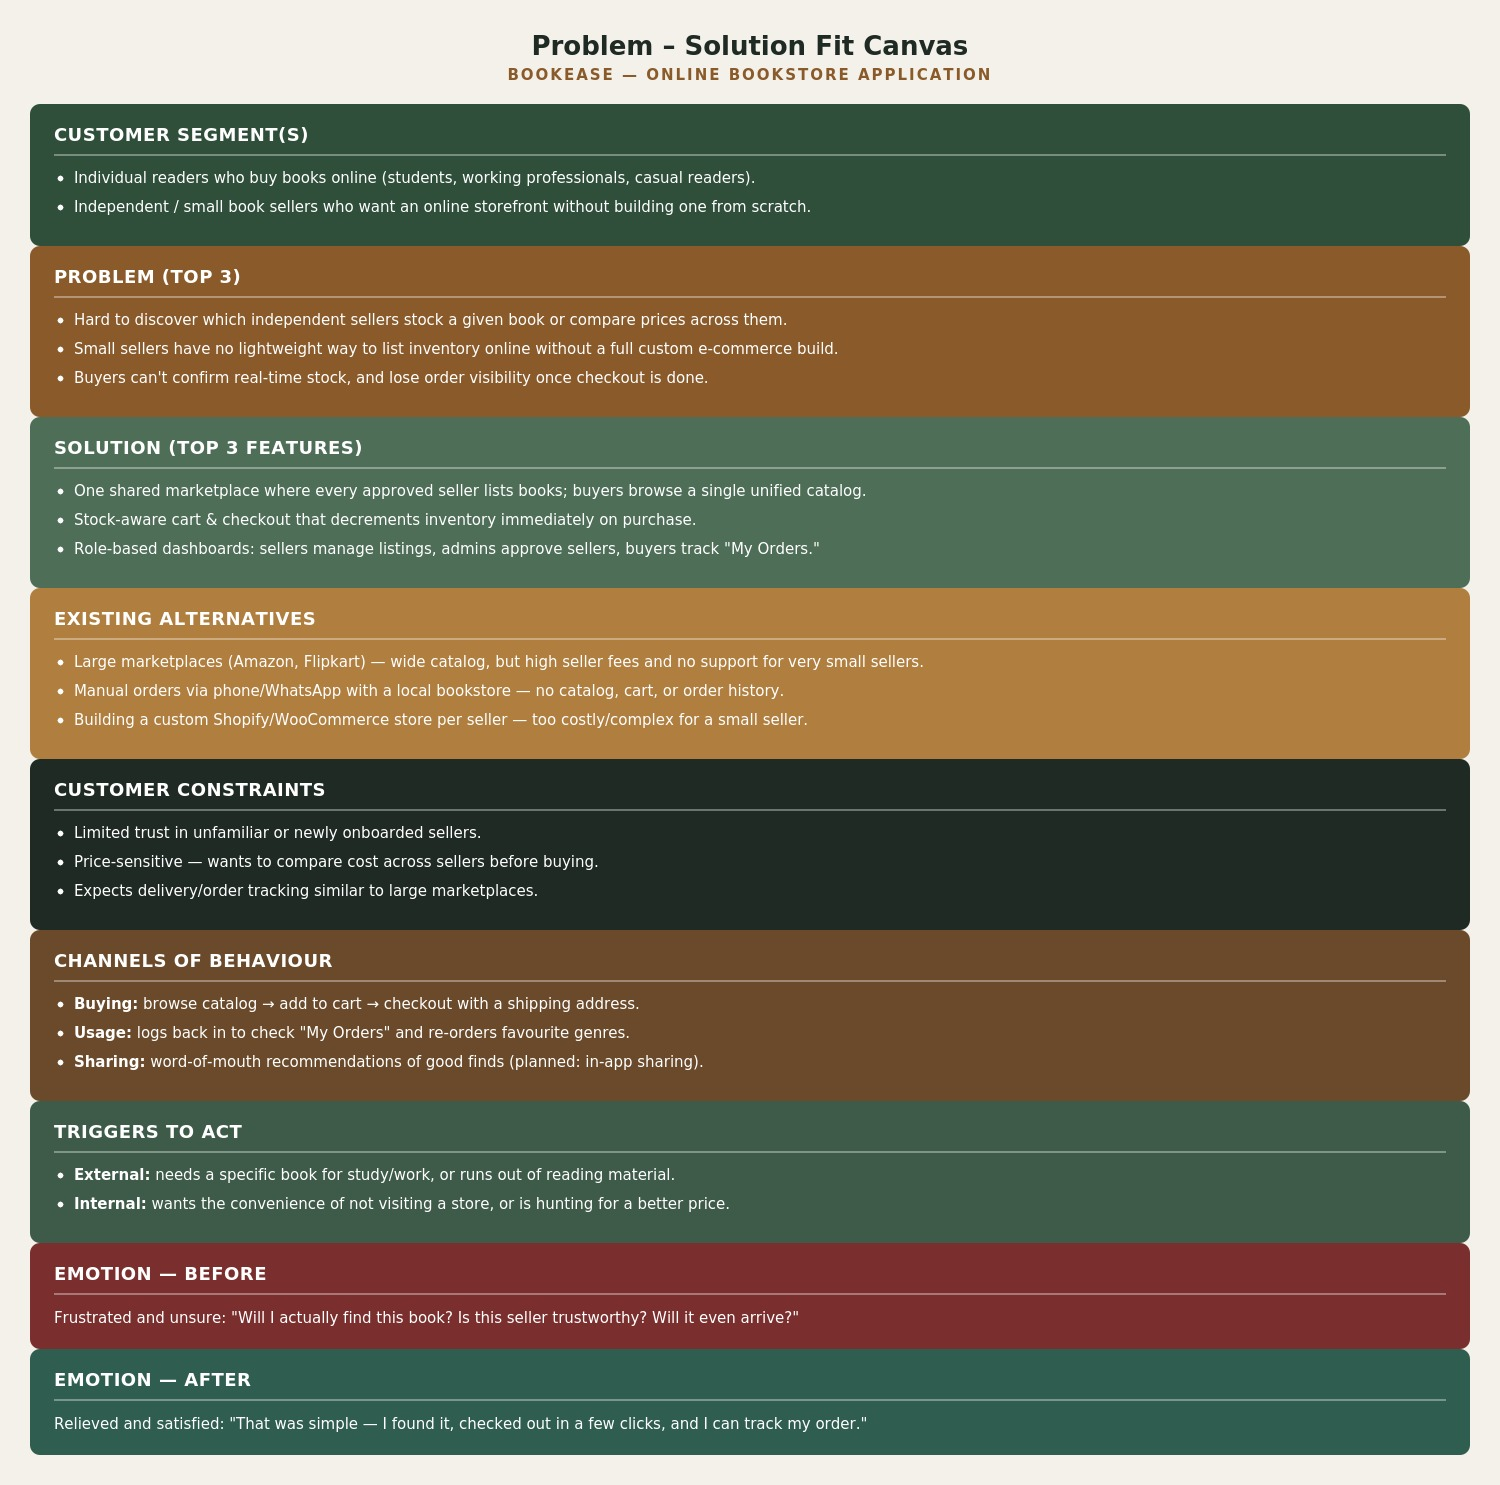 Problem – Solution Fit Canvas
BOOKEASE — ONLINE BOOKSTORE APPLICATION
CUSTOMER SEGMENT(S)
• Individual readers who buy books online (students, working professionals, casual readers).
• Independent / small book sellers who want an online storefront without building one from scratch.
PROBLEM (TOP 3)
• Hard to discover which independent sellers stock a given book or compare prices across them.
• Small sellers have no lightweight way to list inventory online without a full custom e-commerce build.
• Buyers can't confirm real-time stock, and lose order visibility once checkout is done.
SOLUTION (TOP 3 FEATURES)
• One shared marketplace where every approved seller lists books; buyers browse a single unified catalog.
• Stock-aware cart & checkout that decrements inventory immediately on purchase.
• Role-based dashboards: sellers manage listings, admins approve sellers, buyers track "My Orders."
EXISTING ALTERNATIVES
• Large marketplaces (Amazon, Flipkart) — wide catalog, but high seller fees and no support for very small sellers.
• Manual orders via phone/WhatsApp with a local bookstore — no catalog, cart, or order history.
• Building a custom Shopify/WooCommerce store per seller — too costly/complex for a small seller.
CUSTOMER CONSTRAINTS
• Limited trust in unfamiliar or newly onboarded sellers.
• Price-sensitive — wants to compare cost across sellers before buying.
• Expects delivery/order tracking similar to large marketplaces.
CHANNELS OF BEHAVIOUR
• Buying: browse catalog → add to cart → checkout with a shipping address.
• Usage: logs back in to check "My Orders" and re-orders favourite genres.
• Sharing: word-of-mouth recommendations of good finds (planned: in-app sharing).
TRIGGERS TO ACT
• External: needs a specific book for study/work, or runs out of reading material.
• Internal: wants the convenience of not visiting a store, or is hunting for a better price.
EMOTION — BEFORE
Frustrated and unsure: "Will I actually find this book? Is this seller trustworthy? Will it even arrive?"
EMOTION — AFTER
Relieved and satisfied: "That was simple — I found it, checked out in a few clicks, and I can track my order."